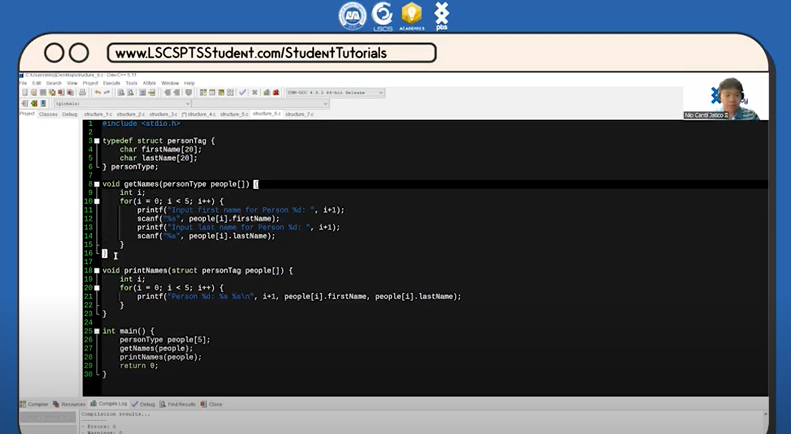 LSCS
ACADEMICS
pts
www.LSCSPTSStudent.com/StudentTutorials
File Edit Search View Project Execute Tools AStyle Window Help
TDM-GCC 4.9.2 64-bit Release
(globals)
Project Classes Debug structure_1.c structure_2.c structure_3.c [*] structure_4.c structure_5.c structure_6.c structure_7.c
1 #include <stdio.h>
2
3 typedef struct personTag {
4 char firstName[20];
5 char lastName[20];
6 } personType;
7
8 void getNames(personType people[]) {
9 int i;
10 for(i = 0; i < 5; i++) {
11 printf("Input first name for Person %d: ", i+1);
12 scanf("%s", people[i].firstName);
13 printf("Input last name for Person %d: ", i+1);
14 scanf("%s", people[i].lastName);
15 }
16 }
17
18 void printNames(struct personTag people[]) {
19 int i;
20 for(i = 0; i < 5; i++) {
21 printf("Person %d: %s %s\n", i+1, people[i].firstName, people[i].lastName);
22 }
23 }
24
25 int main() {
26 personType people[5];
27 getNames(people);
28 printNames(people);
29 return 0;
30 }
Compiler Resources Compile Log Debug Find Results Close
Compilation results...
--------
- Errors: 0
- Warnings: 0